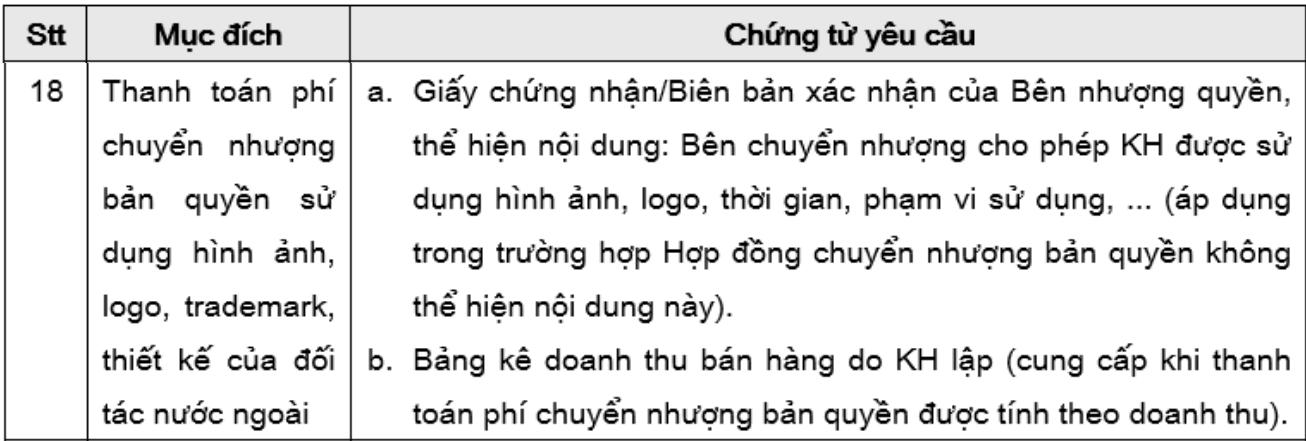 Stt Mục đích Chứng từ yêu cầu
18 Thanh toán phí chuyển nhượng bản quyền sử dụng hình ảnh, logo, trademark, thiết kế của đối tác nước ngoài
a. Giấy chứng nhận/Biên bản xác nhận của Bên nhượng quyền,
thể hiện nội dung: Bên chuyển nhượng cho phép KH được sử
dụng hình ảnh, logo, thời gian, phạm vi sử dụng, ... (áp dụng
trong trường hợp Hợp đồng chuyển nhượng bản quyền không
thể hiện nội dung này).
b. Bảng kê doanh thu bán hàng do KH lập (cung cấp khi thanh
toán phí chuyển nhượng bản quyền được tính theo doanh thu).